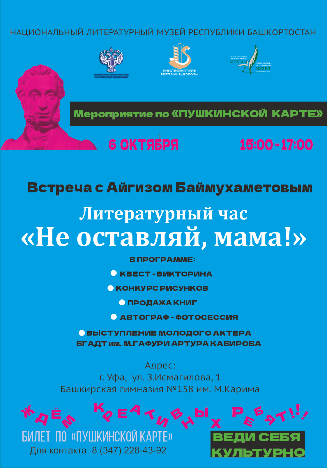 НАЦИОНАЛЬНЫЙ ЛИТЕРАТУРНЫЙ МУЗЕЙ РЕСПУБЛИКИ БАШКОРТОСТАН
Мероприятие по «ПУШКИНСКОЙ КАРТЕ»
6 ОКТЯБРЯ
15:00-17:00
Встреча с Айгизом Баймухаметовым
Литературный час
«Не оставляй, мама!»
В ПРОГРАММЕ:
КВЕСТ - ВИКТОРИНА
КОНКУРС РИСУНКОВ
ПРОДАЖА КНИГ
АВТОГРАФ - ФОТОСЕССИЯ
ВЫСТУПЛЕНИЕ МОЛОДОГО АКТЕРА
БГАДТ им. М.ГАФУРИ АРТУРА КАБИРОВА
Адрес:
г. Уфа, ул. З.Исмагилова, 1
Башкирская гимназия №158 им. М.Карима
ЖДЁМ КРЕАТИВНЫХ РЕБЯТ!!!
БИЛЕТ ПО «ПУШКИНСКОЙ КАРТЕ»
Для контакта: 8 (347) 228-43-92
ВЕДИ СЕБЯ
КУЛЬТУРНО